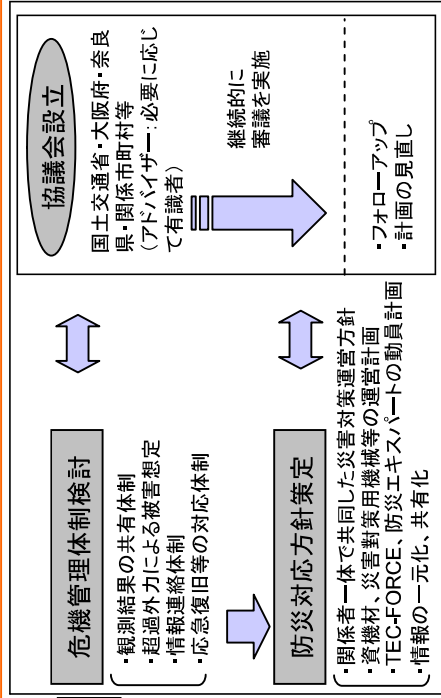 協議会設立
国土交通省・大阪府・奈良
県・関係市町村等
（アドバイザー：必要に応じ
て有識者）
継続的に
審議を実施
・フォローアップ
・計画の見直し
危機管理体制検討
・観測結果の共有体制
・超過外力による被害想定
・情報連絡体制
・応急復旧等の対応体制
防災対応方針策定
・関係者一体で共同した災害対策運営方針
・資機材、災害対策用機械等の運営計画
・TEC-FORCE、防災エキスパートの動員計画
・情報の一元化、共有化